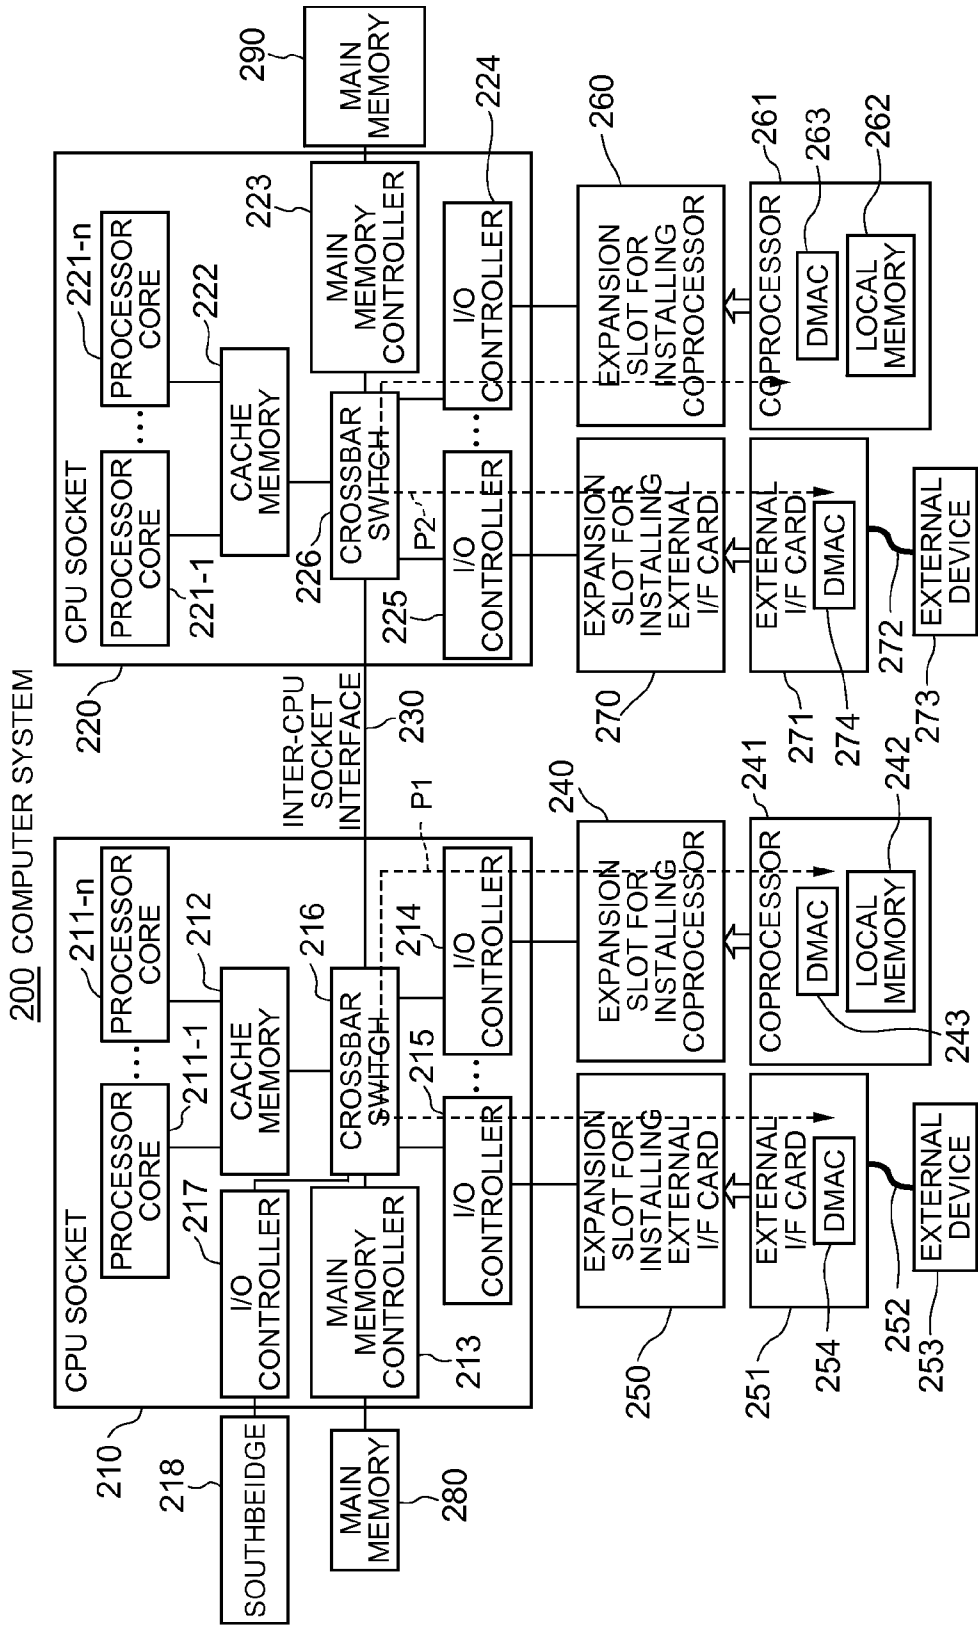 200 COMPUTER SYSTEM
210
CPU SOCKET
PROCESSOR
CORE
211-1
...
PROCESSOR
CORE
211-n
CACHE
MEMORY
212
217
I/O
CONTROLLER
218
SOUTHBEIDGE
MAIN
MEMORY
CONTROLLER
213
MAIN
MEMORY
280
CROSSBAR
SWITCH
216
215
I/O
CONTROLLER
...
214
I/O
CONTROLLER
P1
INTER-CPU
SOCKET
INTERFACE
230
220
CPU SOCKET
PROCESSOR
CORE
221-1
...
PROCESSOR
CORE
221-n
CACHE
MEMORY
222
226
CROSSBAR
SWITCH
MAIN
MEMORY
CONTROLLER
223
MAIN
MEMORY
290
P2
225
I/O
CONTROLLER
...
I/O
CONTROLLER
224
250
EXPANSION
SLOT FOR
INSTALLING
EXTERNAL
I/F CARD
240
EXPANSION
SLOT FOR
INSTALLING
COPROCESSOR
270
EXPANSION
SLOT FOR
INSTALLING
EXTERNAL
I/F CARD
260
EXPANSION
SLOT FOR
INSTALLING
COPROCESSOR
251
EXTERNAL
I/F CARD
DMAC
254
252
EXTERNAL
DEVICE
253
241
COPROCESSOR
DMAC
243
LOCAL
MEMORY
242
271
EXTERNAL
I/F CARD
DMAC
274
272
EXTERNAL
DEVICE
273
261
COPROCESSOR
DMAC
263
LOCAL
MEMORY
262